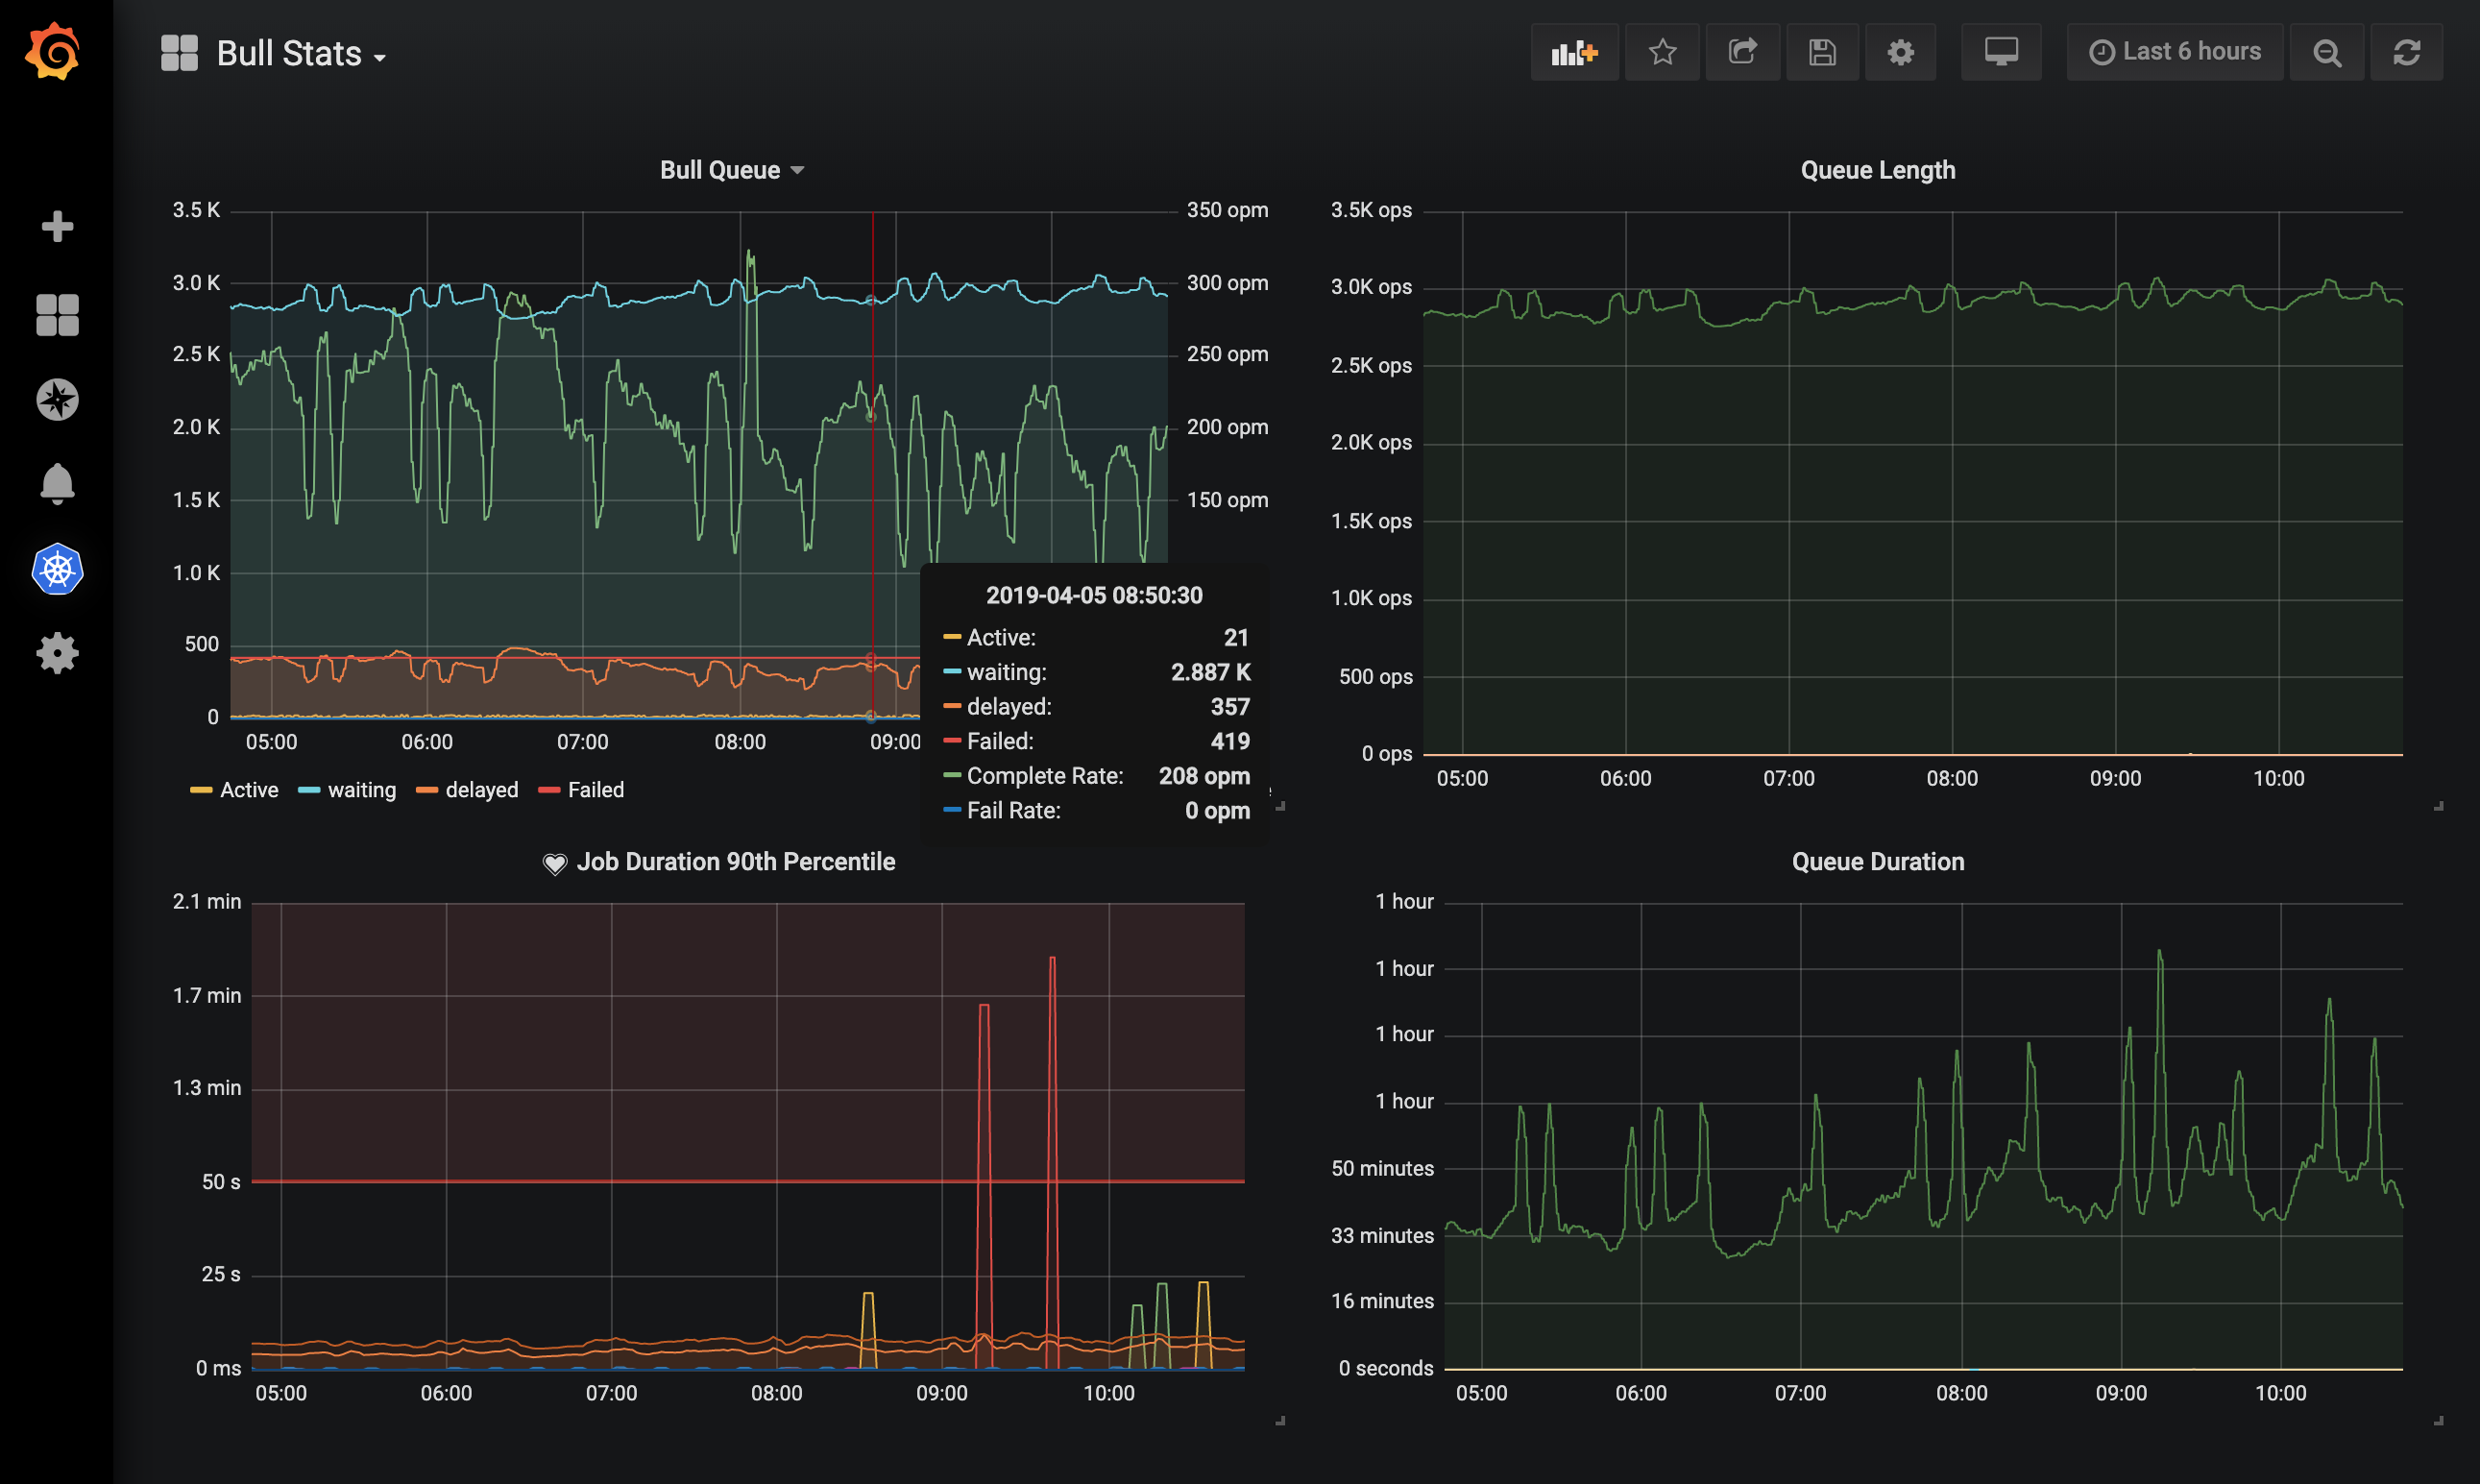 Bull Stats
Last 6 hours
Bull Queue
3.5 K
3.0 K
2.5 K
2.0 K
1.5 K
1.0 K
500
0
350 opm
300 opm
250 opm
200 opm
150 opm
05:00 06:00 07:00 08:00 09:00
2019-04-05 08:50:30
Active: 21
waiting: 2.887 K
delayed: 357
Failed: 419
Complete Rate: 208 opm
Fail Rate: 0 opm
Active waiting delayed Failed
Queue Length
3.5K ops
3.0K ops
2.5K ops
2.0K ops
1.5K ops
1.0K ops
500 ops
0 ops
05:00 06:00 07:00 08:00 09:00 10:00
Job Duration 90th Percentile
2.1 min
1.7 min
1.3 min
50 s
25 s
0 ms
05:00 06:00 07:00 08:00 09:00 10:00
Queue Duration
1 hour
1 hour
1 hour
1 hour
50 minutes
33 minutes
16 minutes
0 seconds
05:00 06:00 07:00 08:00 09:00 10:00